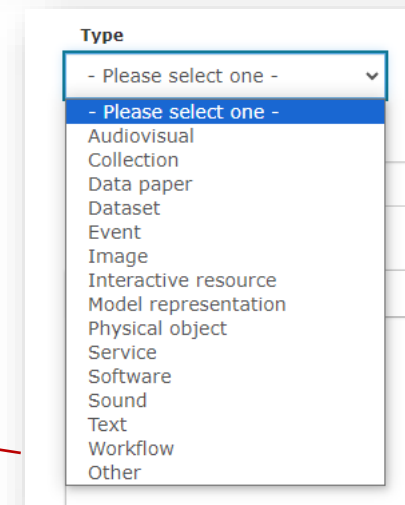 Type
- Please select one -
- Please select one -
Audiovisual
Collection
Data paper
Dataset
Event
Image
Interactive resource
Model representation
Physical object
Service
Software
Sound
Text
Workflow
Other